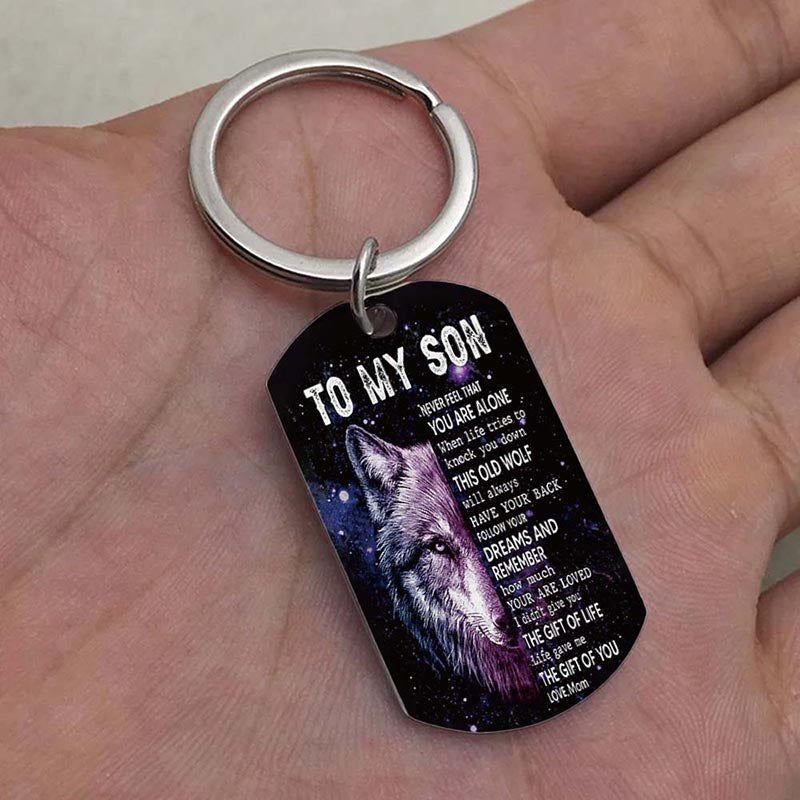 TO MY SON
NEVER FEEL THAT
YOU ARE ALONE
When life tries to
knock you down
THIS OLD WOLF
will always
HAVE YOUR BACK
FOLLOW YOUR
DREAMS AND
REMEMBER
how much
YOUR ARE LOVED
I didn't give you
THE GIFT OF LIFE
life gave me
THE GIFT OF YOU
LOVE,Mom